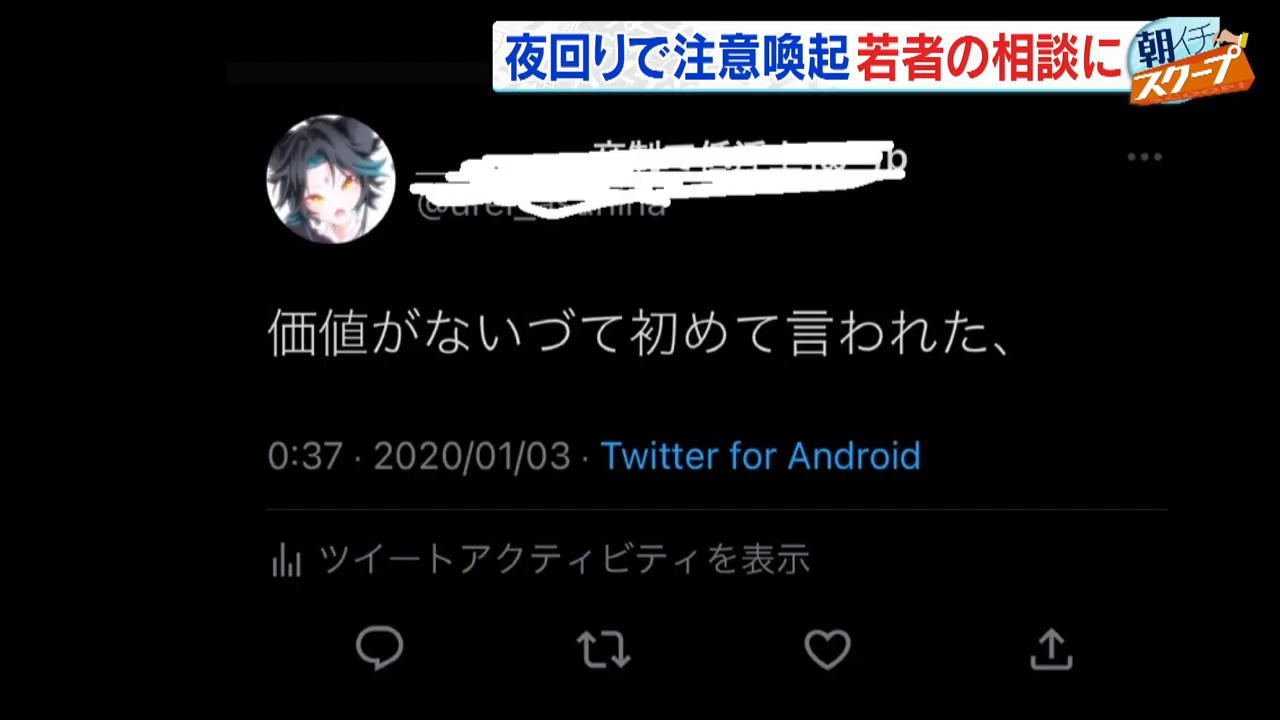 夜回りで注意喚起 若者の相談に
朝イチ
スクープ
価値がないづて初めて言われた、
0:37 · 2020/01/03 · Twitter for Android
ツイートアクティビティを表示